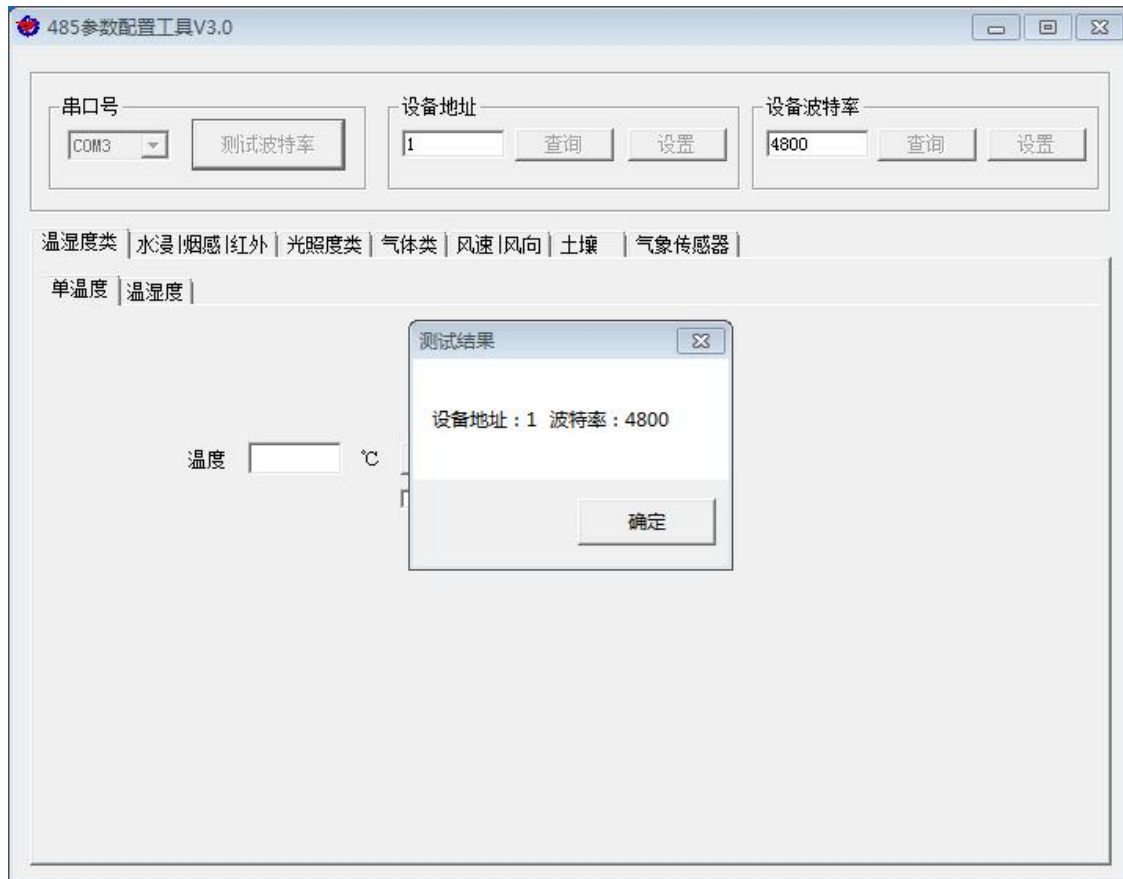 485参数配置工具V3.0
串口号
COM3 测试波特率
设备地址
1 查询 设置
设备波特率
4800 查询 设置
温湿度类 水浸|烟感|红外 光照度类 气体类 风速|风向 土壤 气象传感器
单温度 温湿度
测试结果
设备地址：1 波特率：4800
温度 ℃
确定